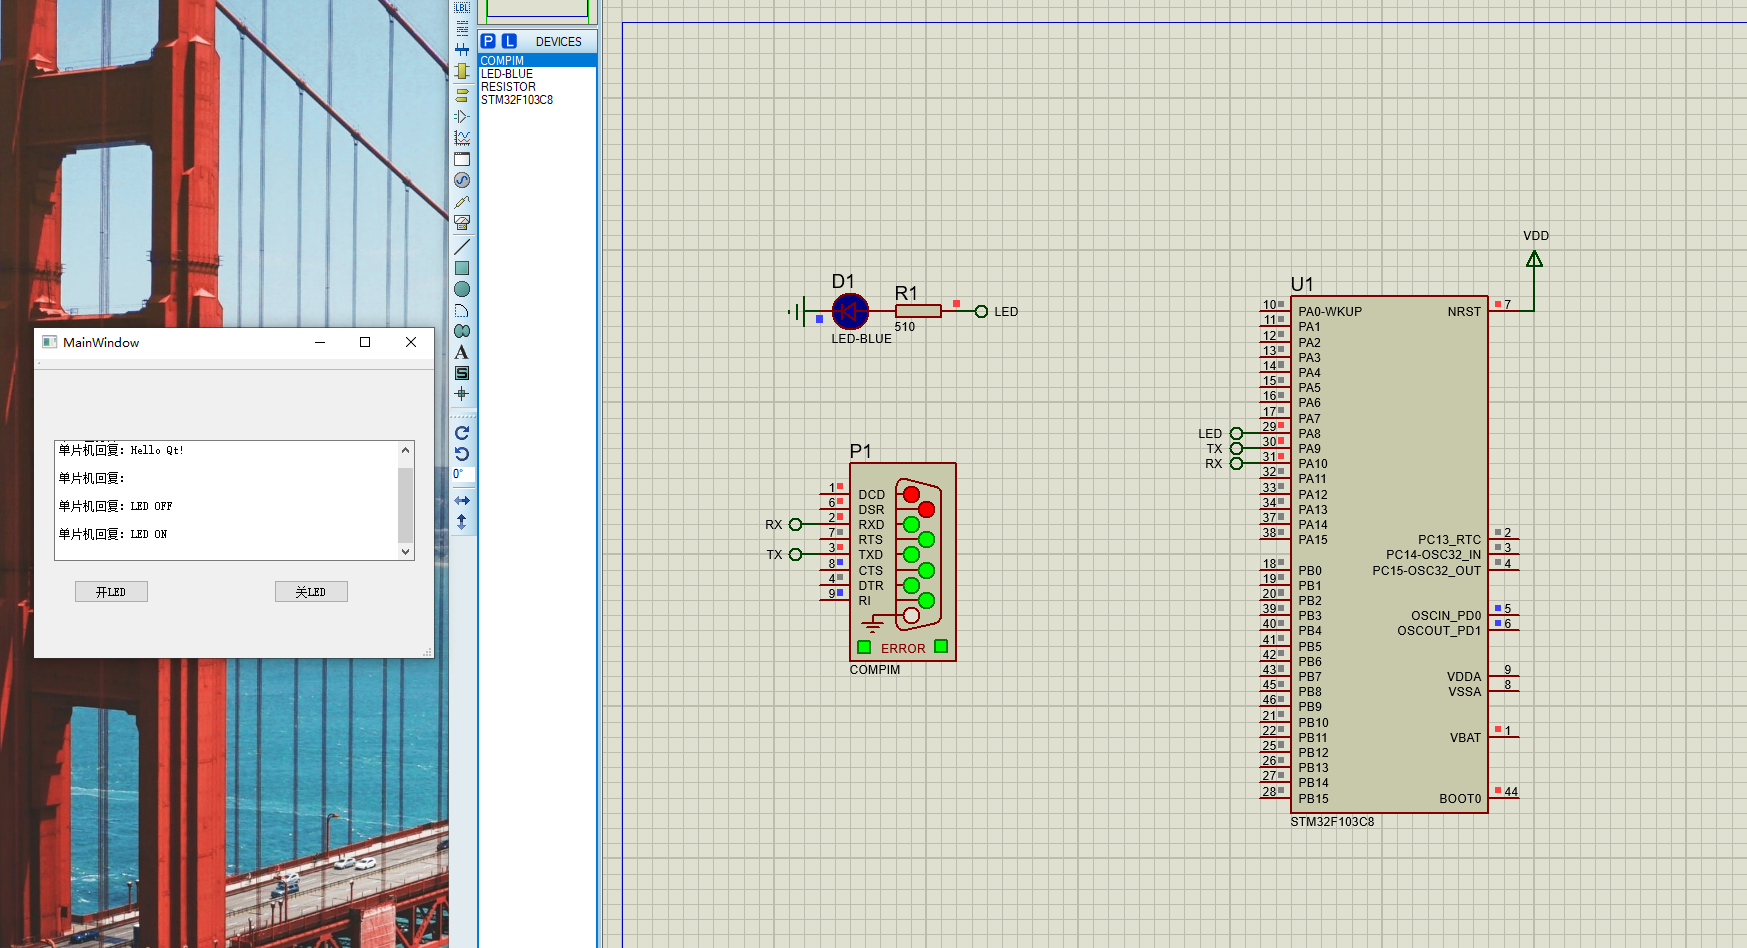 LBL
P L DEVICES
COMPIM
LED-BLUE
RESISTOR
STM32F103C8
A
S
0°
MainWindow
单片机回复: Hello Qt!
单片机回复:
单片机回复: LED OFF
单片机回复: LED ON
开LED
关LED
D1
R1
LED
510
LED-BLUE
P1
1 DCD
6 DSR
RX 2 RXD
7 RTS
TX 3 TXD
8 CTS
4 DTR
9 RI
ERROR
COMPIM
VDD
U1
10 PA0-WKUP NRST 7
11 PA1
12 PA2
13 PA3
14 PA4
15 PA5
16 PA6
17 PA7
LED 29 PA8
TX 30 PA9
RX 31 PA10
32 PA11
33 PA12
34 PA13
37 PA14
38 PA15 PC13_RTC 2
PC14-OSC32_IN 3
18 PB0 PC15-OSC32_OUT 4
19 PB1
20 PB2
39 PB3 OSCIN_PD0 5
40 PB4 OSCOUT_PD1 6
41 PB5
42 PB6
43 PB7 VDDA 9
45 PB8 VSSA 8
46 PB9
21 PB10
22 PB11 VBAT 1
25 PB12
26 PB13
27 PB14
28 PB15 BOOT0 44
STM32F103C8